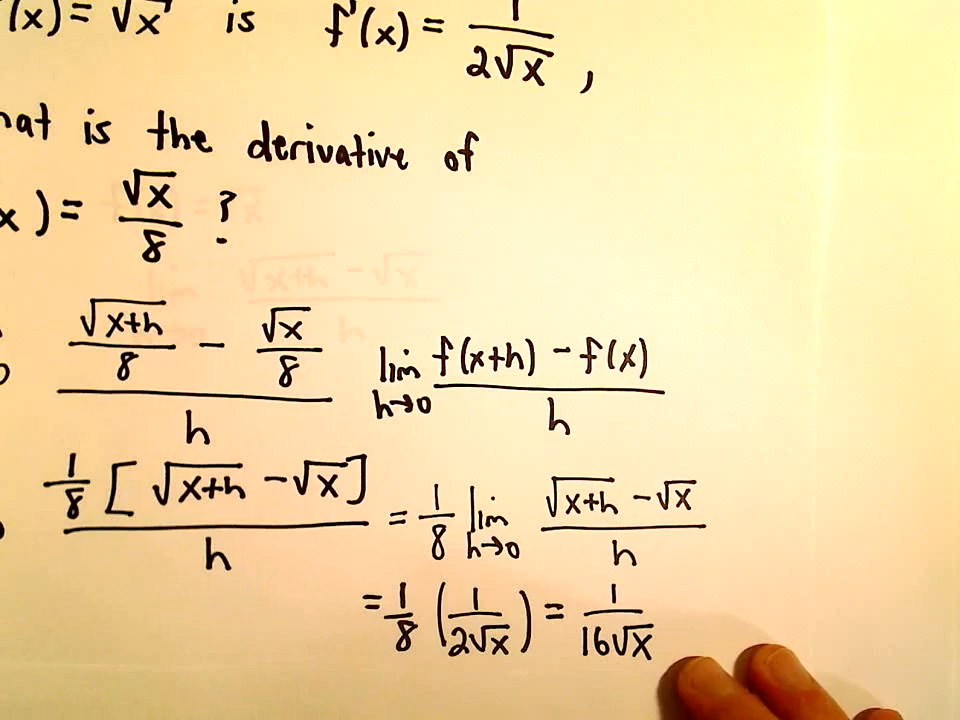 (x) = √x is f'(x) = 1/(2√x) ,
hat is the derivative of
x) = √x/8 ?
(√(x+h)/8 - √x/8)/h
lim h→0 (f(x+h) - f(x))/h
(1/8 [√(x+h) - √x])/h = 1/8 lim h→0 (√(x+h) - √x)/h
= 1/8 (1/(2√x)) = 1/(16√x)